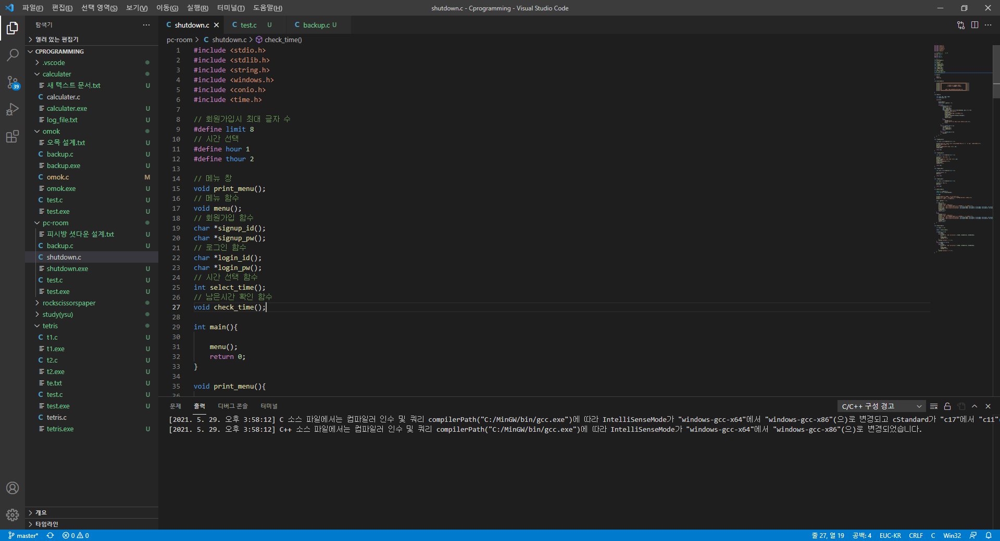 파일(F) 편집(E) 선택 영역(S) 보기(V) 이동(G) 실행(R) 터미널(T) 도움말(H)
shutdown.c - Cprogramming - Visual Studio Code
탐색기
열려 있는 편집기
CPROGRAMMING
.vscode
calculater
새 텍스트 문서.txt U
calculater.c
calculater.exe U
log_file.txt U
omok
오목 설계.txt U
backup.c U
backup.exe U
omok.c M
omok.exe U
test.c U
test.exe U
pc-room
피시방 셧다운 설계.txt U
backup.c U
shutdown.c
shutdown.exe U
test.c U
test.exe U
rockscissorspaper
study(ysu)
tetris
t1.c U
t1.exe U
t2.c U
t2.exe U
te.txt U
test.c U
test.exe U
tetris.c
tetris.exe U
개요
타임라인
39
C shutdown.c C test.c U C backup.c U
pc-room > C shutdown.c > check_time()
1 #include <stdio.h>
2 #include <stdlib.h>
3 #include <string.h>
4 #include <windows.h>
5 #include <conio.h>
6 #include <time.h>
7
8 // 회원가입시 최대 글자 수
9 #define limit 8
10 // 시간 선택
11 #define hour 1
12 #define thour 2
13
14 // 메뉴 창
15 void print_menu();
16 // 메뉴 함수
17 void menu();
18 // 회원가입 함수
19 char *signup_id();
20 char *signup_pw();
21 // 로그인 함수
22 char *login_id();
23 char *login_pw();
24 // 시간 선택 함수
25 int select_time();
26 // 남은시간 확인 함수
27 void check_time();
28
29 int main(){
30
31 menu();
32 return 0;
33 }
34
35 void print_menu(){
36
문제 출력 디버그 콘솔 터미널
C/C++ 구성 경고
[2021. 5. 29. 오후 3:58:12] C 소스 파일에서는 컴파일러 인수 및 쿼리 compilerPath("C:/MinGW/bin/gcc.exe")에 따라 IntelliSenseMode가 "windows-gcc-x64"에서 "windows-gcc-x86"(으)로 변경되고 cStandard가 "c17"에서 "c11"
[2021. 5. 29. 오후 3:58:12] C++ 소스 파일에서는 컴파일러 인수 및 쿼리 compilerPath("C:/MinGW/bin/gcc.exe")에 따라 IntelliSenseMode가 "windows-gcc-x64"에서 "windows-gcc-x86"(으)로 변경되었습니다.
master* 0 0
줄 27, 열 19 공백: 4 EUC-KR CRLF C Win32